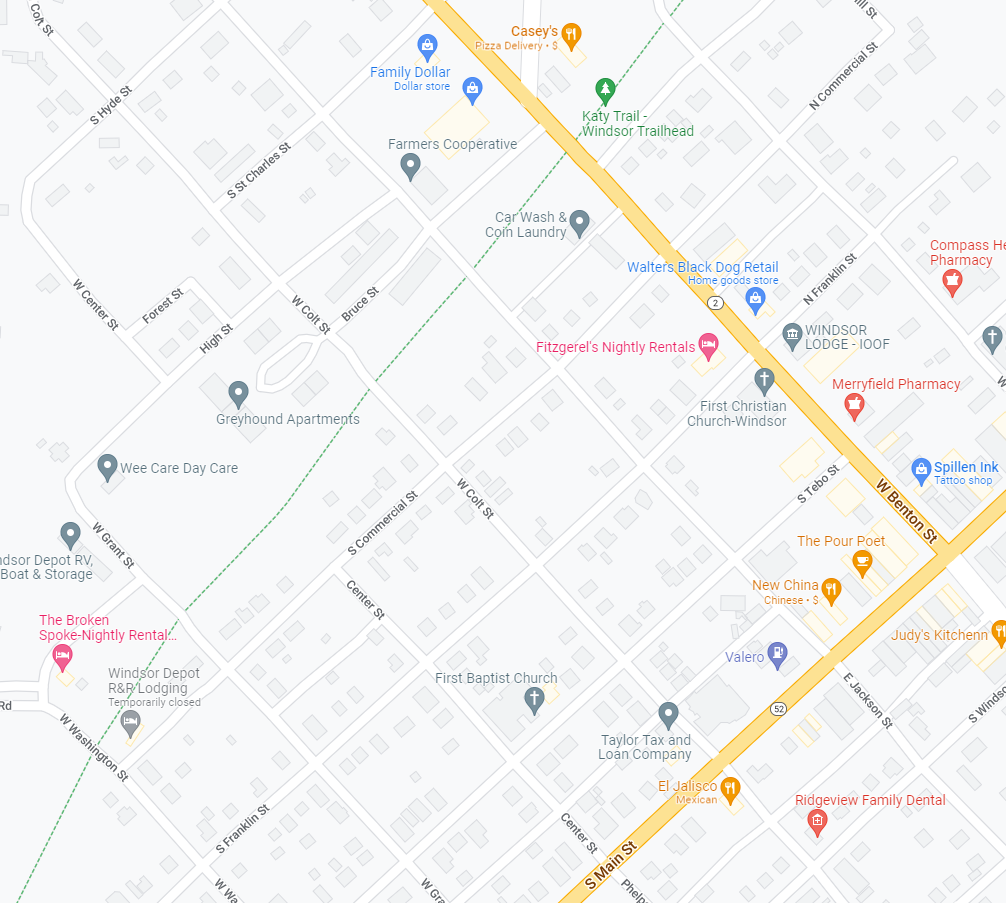 Colt St
ill St
Casey's
Pizza Delivery • $
Family Dollar
Dollar store
S Hyde St
N Commercial St
Katy Trail -
Windsor Trailhead
Farmers Cooperative
S St Charles St
Car Wash &
Coin Laundry
Compass He
Pharmacy
Walters Black Dog Retail
Home goods store
N Franklin St
W Center St
Forest St
W Colt St
Bruce St
2
High St
WINDSOR
LODGE - IOOF
Fitzgerel's Nightly Rentals
W
Merryfield Pharmacy
First Christian
Church-Windsor
Greyhound Apartments
Wee Care Day Care
Spillen Ink
Tattoo shop
S Tebo St
W Colt St
W Benton St
S Commercial St
W Grant St
The Pour Poet
ndsor Depot RV,
Boat & Storage
New China
Chinese • $
Center St
The Broken
Spoke-Nightly Rental...
Judy's Kitchenn
Valero
Windsor Depot
R&R Lodging
Temporarily closed
First Baptist Church
E Jackson St
S Windso
Rd
52
W Washington St
Taylor Tax and
Loan Company
El Jalisco
Mexican
Ridgeview Family Dental
S Franklin St
Center St
S Main St
W Wa
W Gra
Phelp